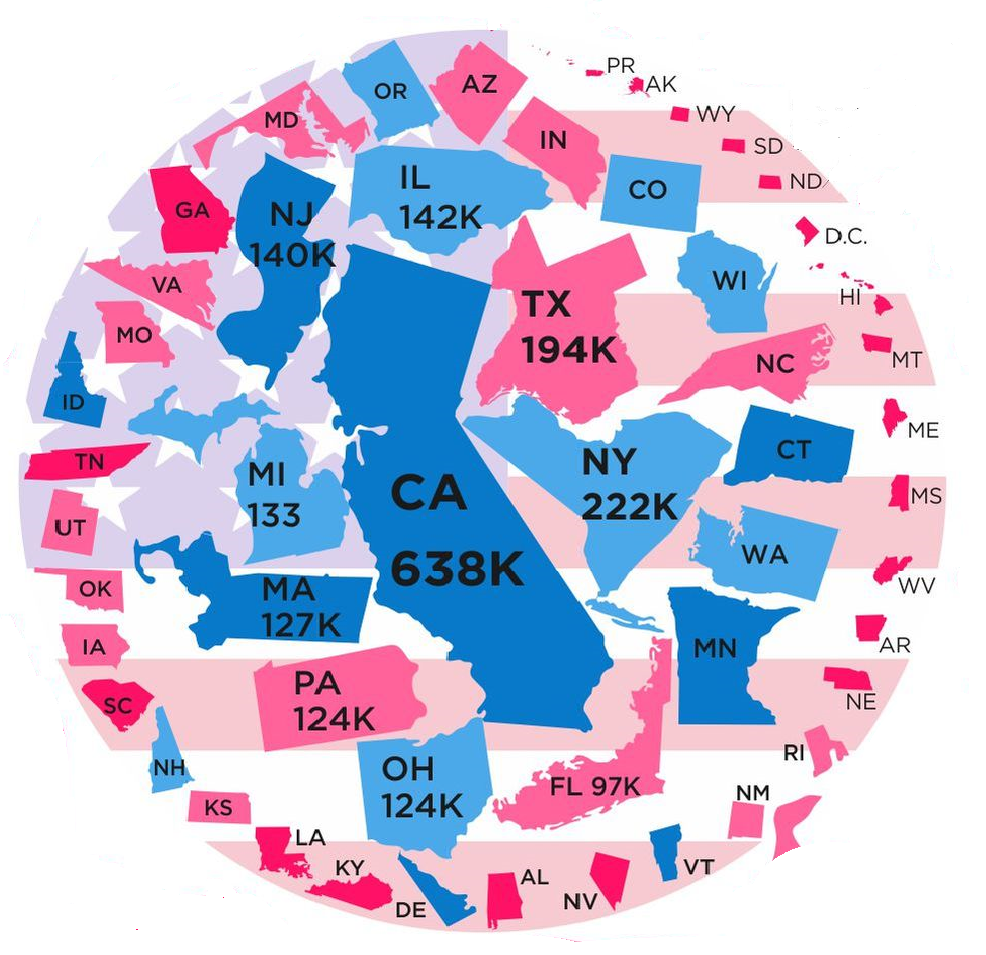 PR
AK
WY
SD
ND
D.C.
HI
MT
ME
MS
WV
AR
NE
RI
NM
VT
NV
AL
DE
KY
LA
KS
NH
SC
IA
OK
UT
TN
ID
MO
VA
GA
MD
OR
AZ
IN
CO
WI
NC
CT
WA
MN
FL 97K
OH
124K
PA
124K
MA
127K
MI
133
NJ
140K
IL
142K
TX
194K
NY
222K
CA
638K